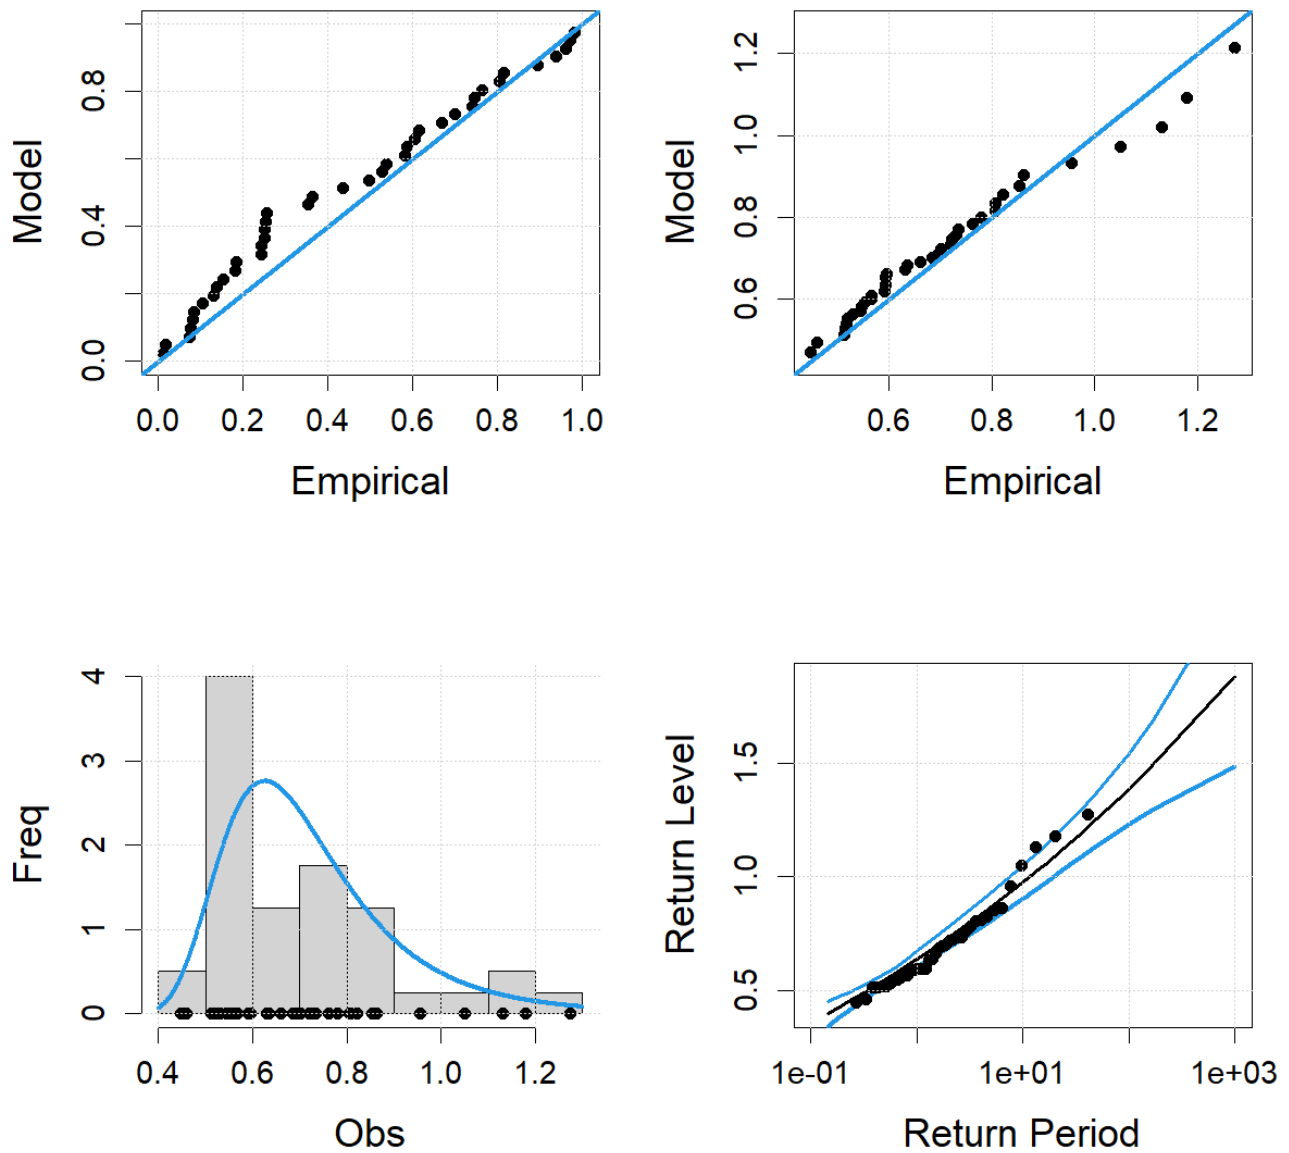 Model
0.0 0.4 0.8
0.0 0.2 0.4 0.6 0.8 1.0
Empirical
Model
0.6 0.8 1.0 1.2
0.6 0.8 1.0 1.2
Empirical
Freq
0 1 2 3 4
0.4 0.6 0.8 1.0 1.2
Obs
Return Level
0.5 1.0 1.5
1e-01 1e+01 1e+03
Return Period